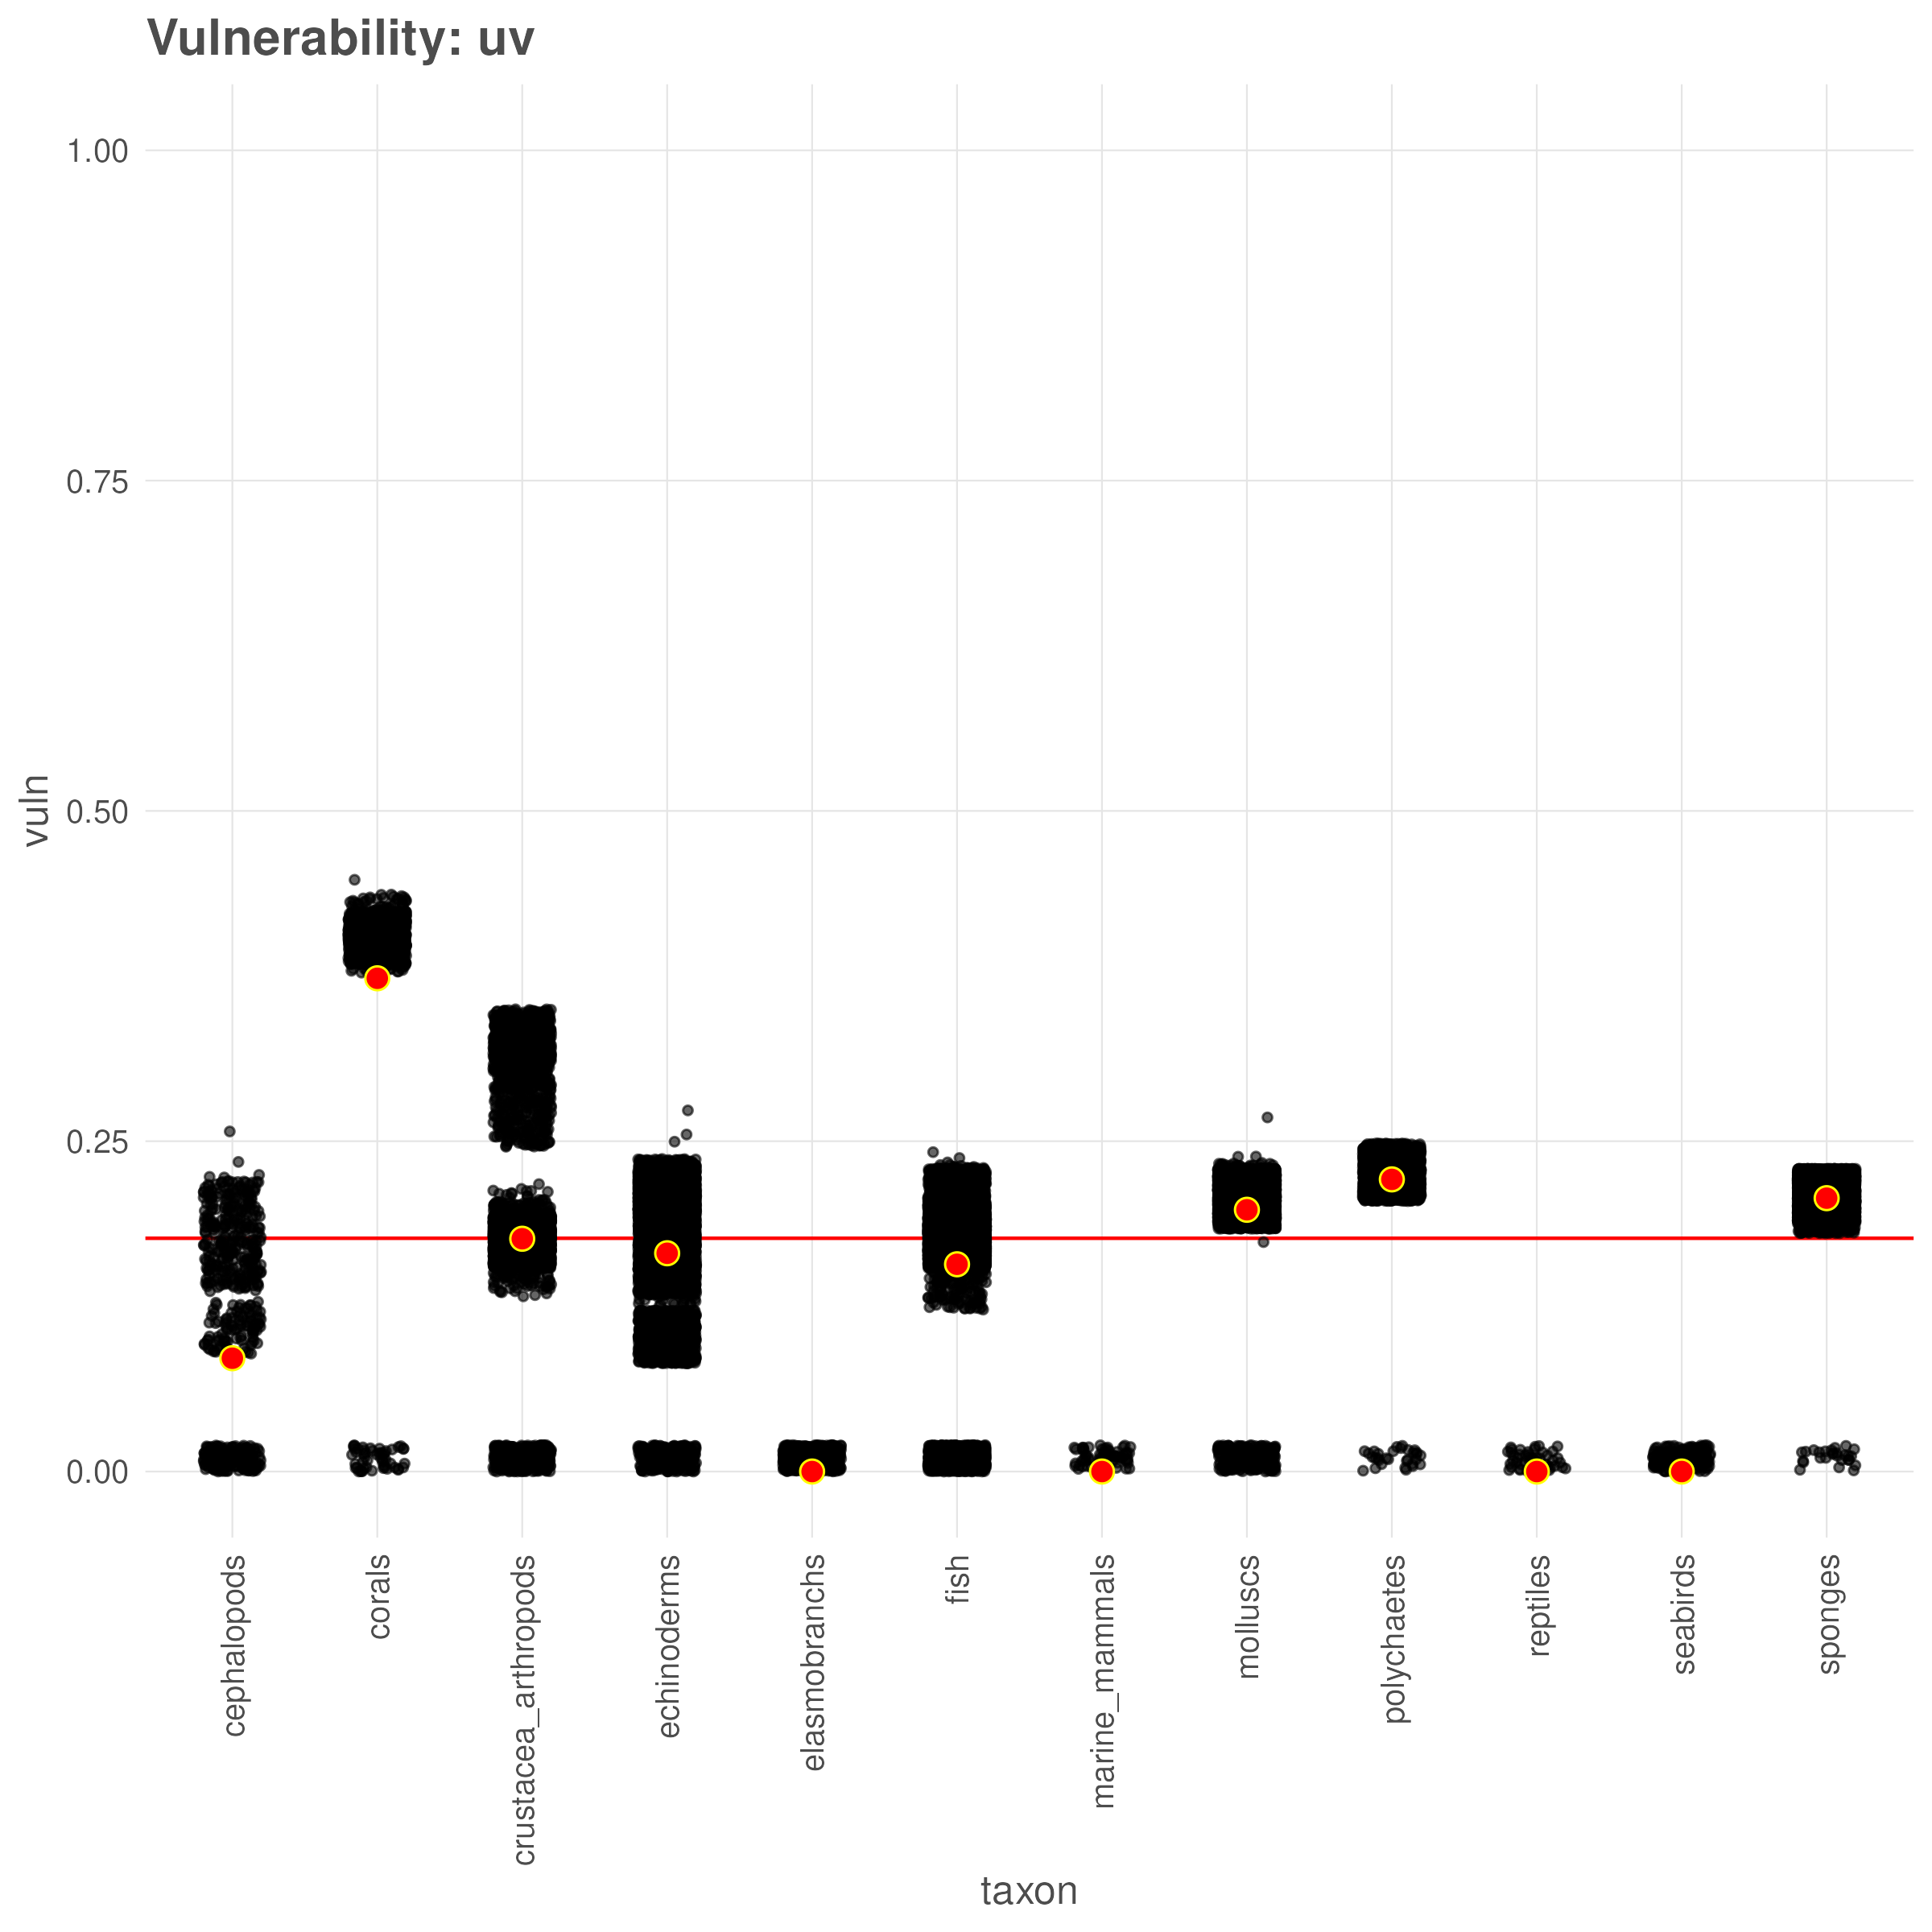 Vulnerability: uv
1.00
0.75
0.50
0.25
0.00
vuln
cephalopods
corals
crustacea_arthropods
echinoderms
elasmobranchs
fish
marine_mammals
molluscs
polychaetes
reptiles
seabirds
sponges
taxon